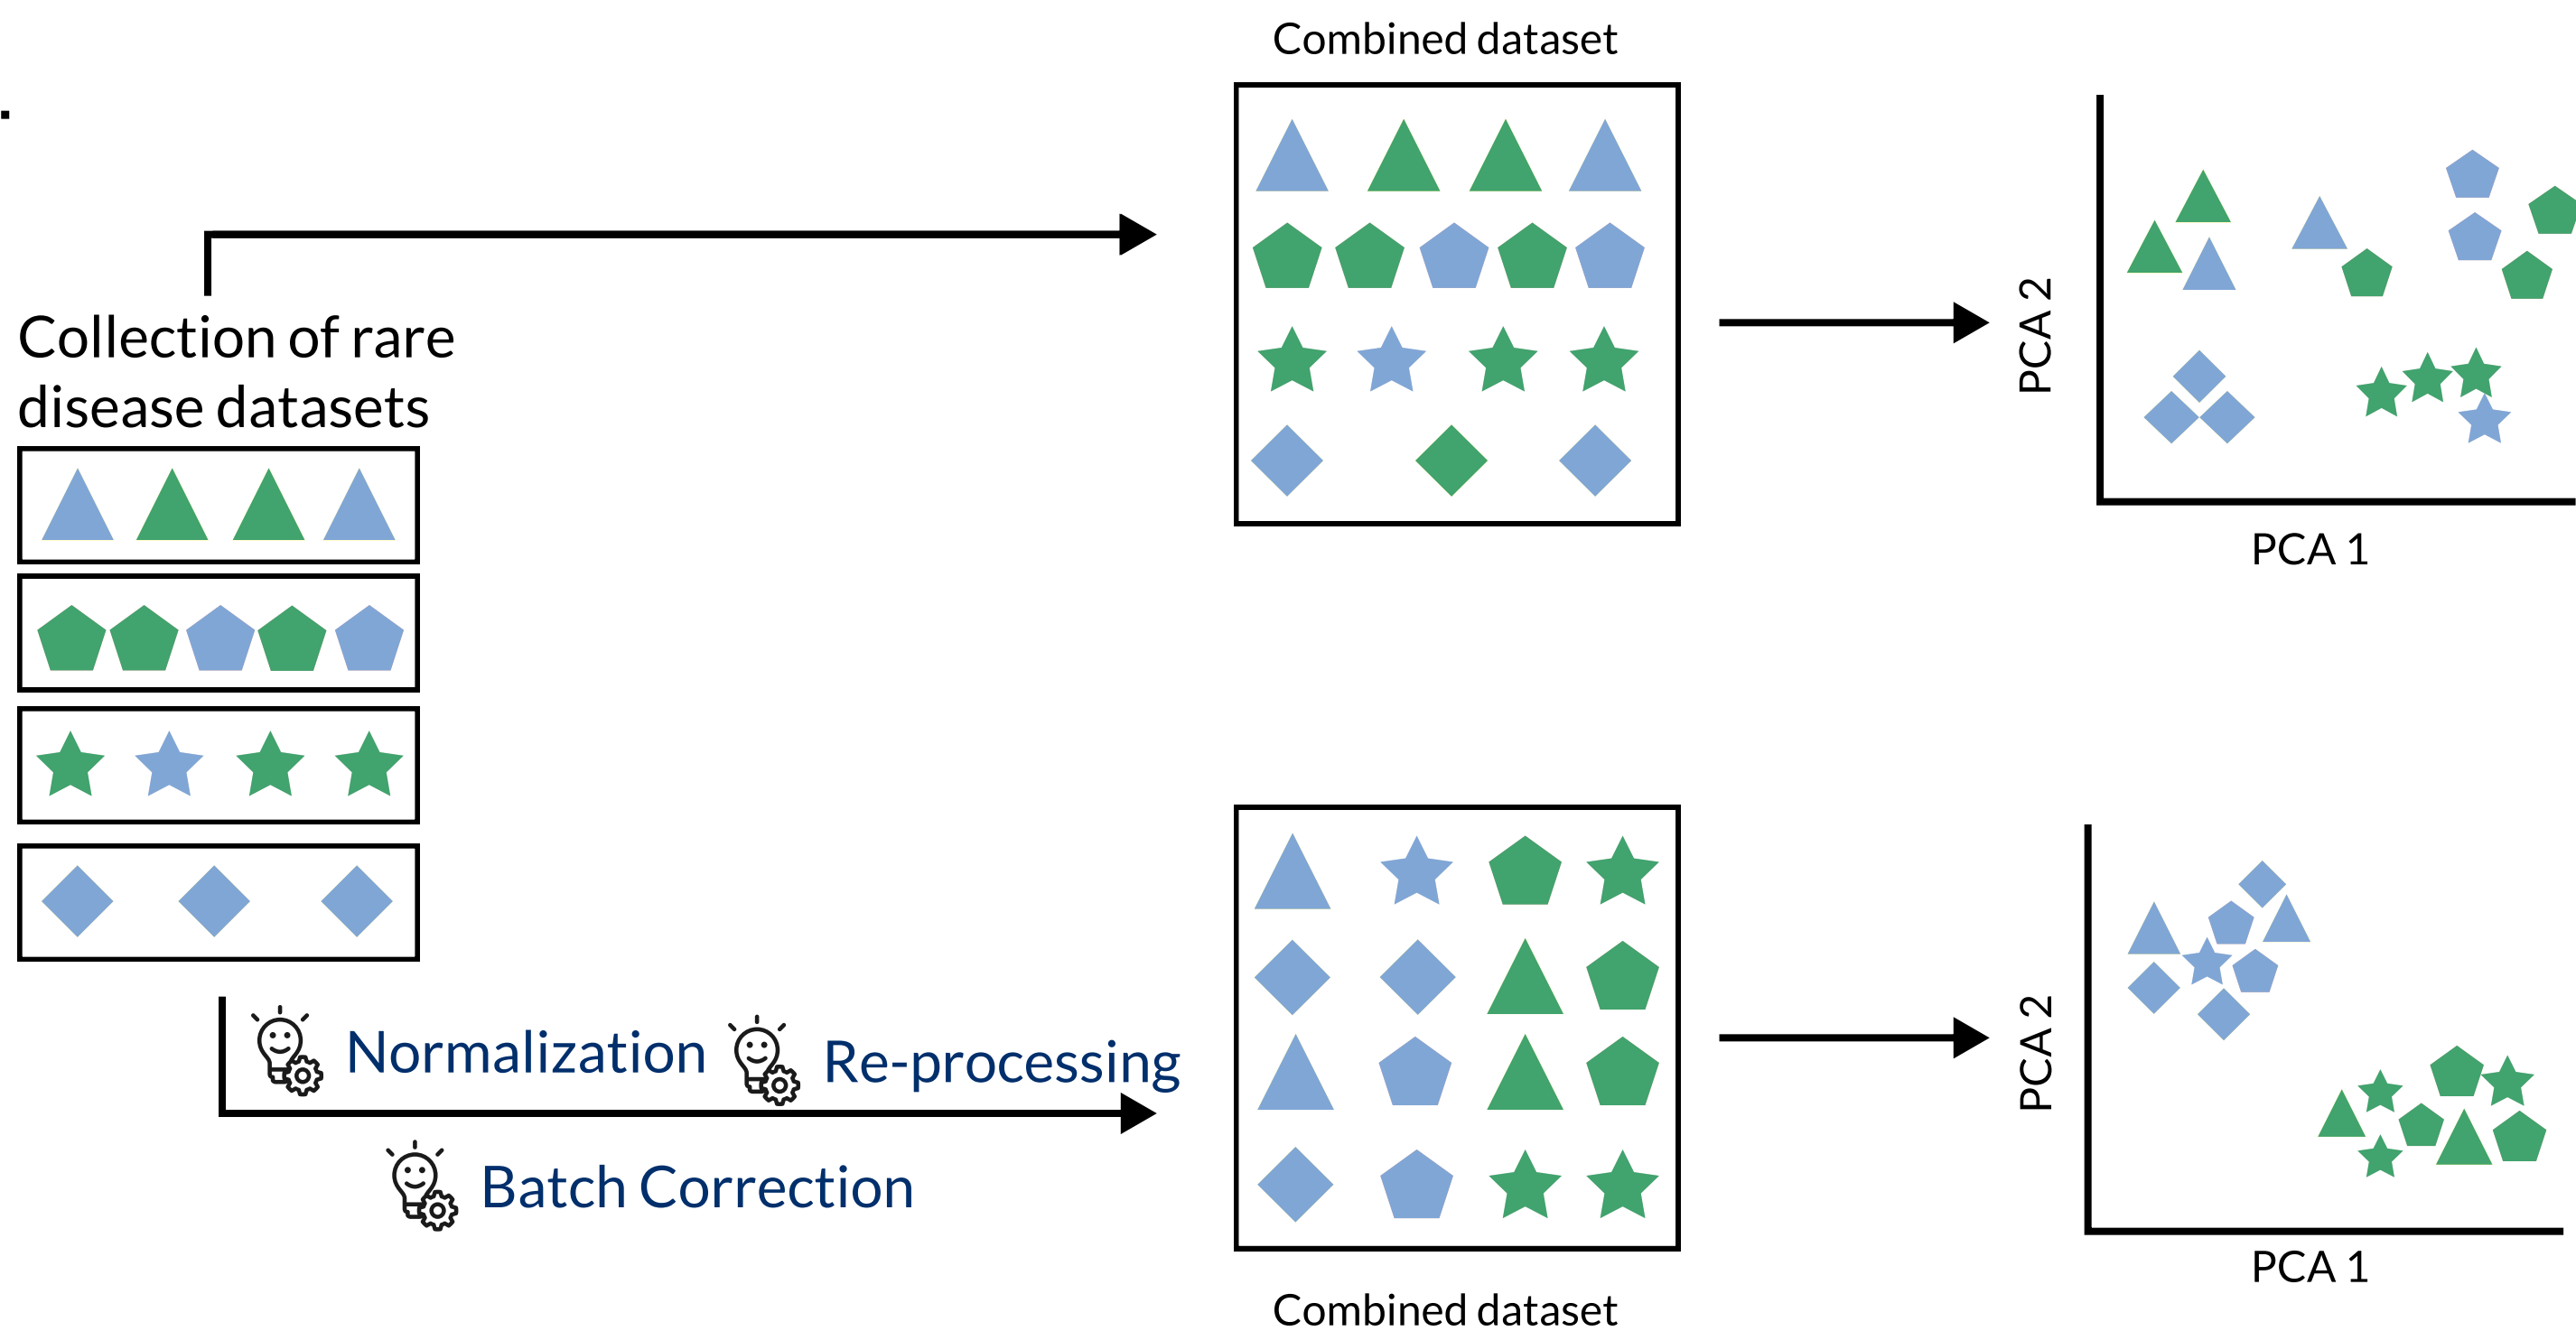 Combined dataset
.
Collection of rare
disease datasets
PCA 2
PCA 1
Normalization
Re-processing
Batch Correction
PCA 2
PCA 1
Combined dataset